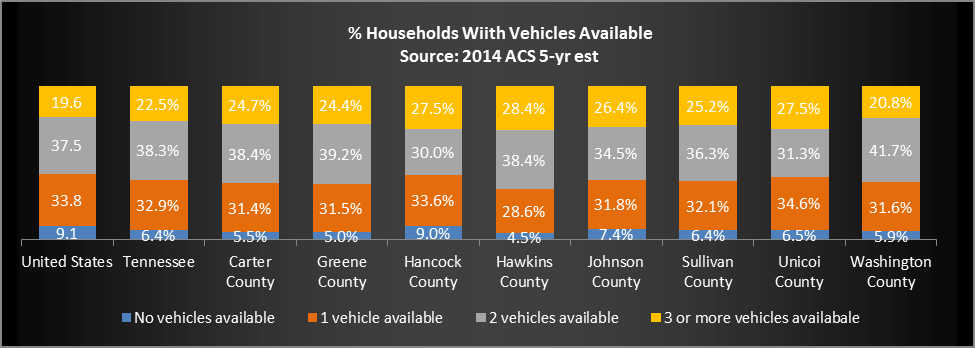 % Households Wiith Vehicles Available
Source: 2014 ACS 5-yr est
19.6 22.5% 24.7% 24.4% 27.5% 28.4% 26.4% 25.2% 27.5% 20.8%
37.5 38.3% 38.4% 39.2% 30.0% 38.4% 34.5% 36.3% 31.3% 41.7%
33.8 32.9% 31.4% 31.5% 33.6% 28.6% 31.8% 32.1% 34.6% 31.6%
9.1 6.4% 5.5% 5.0% 9.0% 4.5% 7.4% 6.4% 6.5% 5.9%
United States Tennessee Carter Greene Hancock Hawkins Johnson Sullivan Unicoi Washington
County County County County County County County County
No vehicles available 1 vehicle available 2 vehicles available 3 or more vehicles availabale